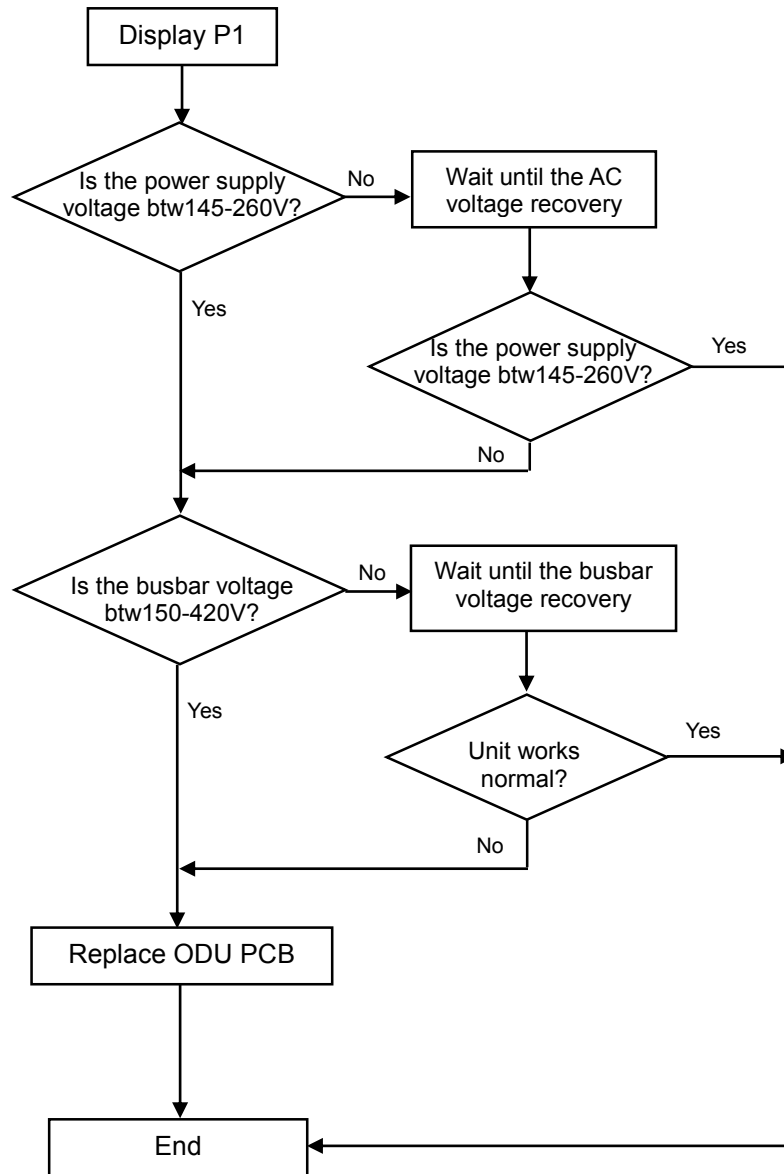 Display P1
Is the power supply
voltage btw145-260V?
No
Wait until the AC
voltage recovery
Yes
Is the power supply
voltage btw145-260V?
Yes
No
Is the busbar voltage
btw150-420V?
No
Wait until the busbar
voltage recovery
Yes
Unit works
normal?
Yes
No
Replace ODU PCB
End